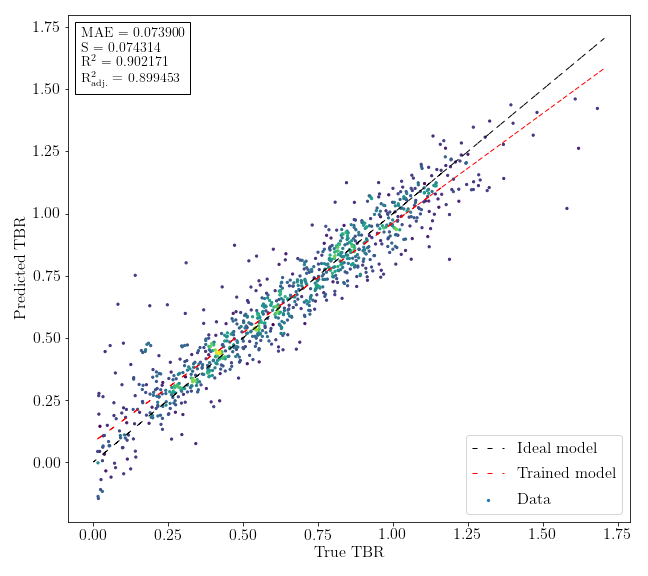 MAE = 0.073900
S = 0.074314
R² = 0.902171
R²adj. = 0.899453
1.75
1.50
1.25
1.00
0.75
0.50
0.25
0.00
Predicted TBR
Ideal model
Trained model
Data
0.00 0.25 0.50 0.75 1.00 1.25 1.50 1.75
True TBR